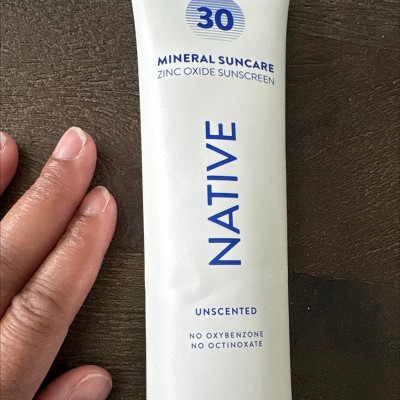 30
MINERAL SUNCARE
ZINC OXIDE SUNSCREEN
NATIVE
UNSCENTED
NO OXYBENZONE
NO OCTINOXATE